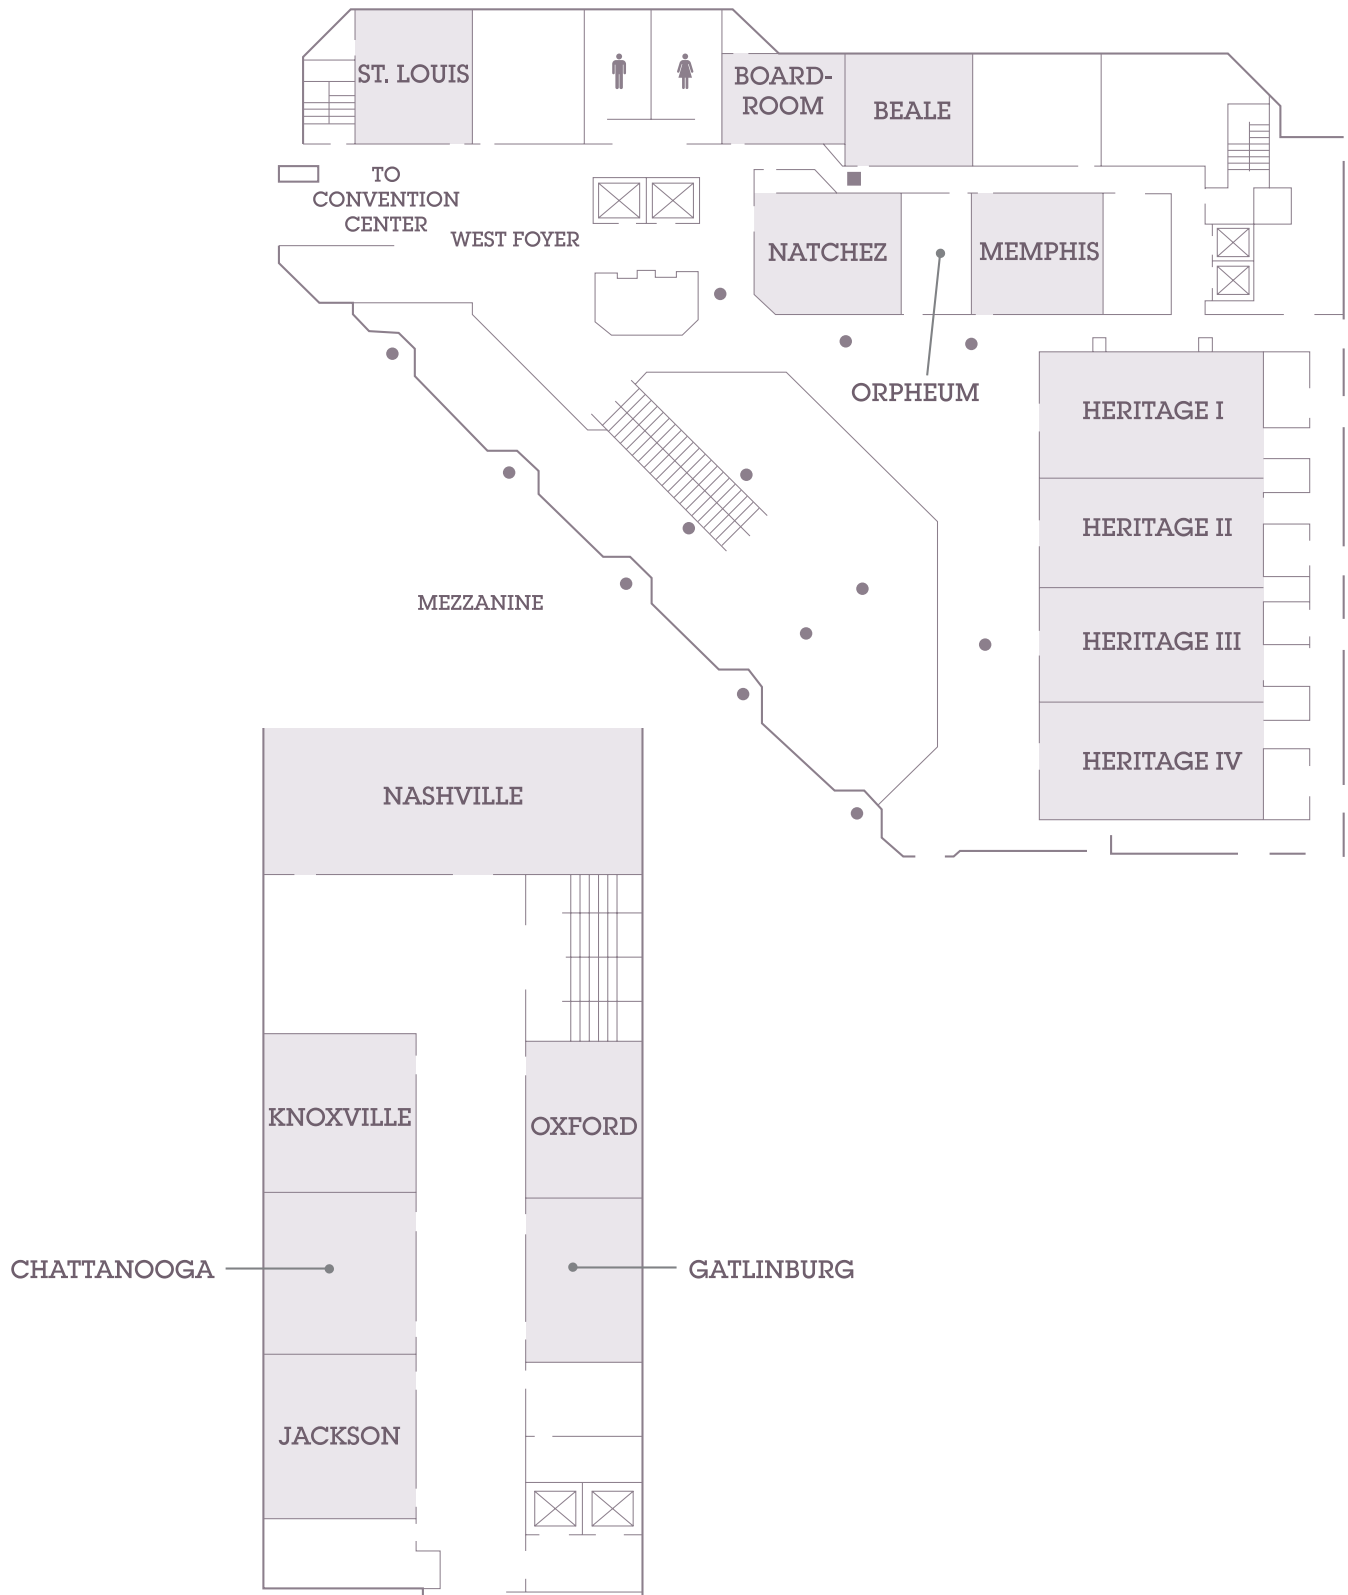 ST. LOUIS
BOARD-
ROOM
BEALE
TO
CONVENTION
CENTER
WEST FOYER
NATCHEZ
MEMPHIS
ORPHEUM
HERITAGE I
HERITAGE II
HERITAGE III
HERITAGE IV
MEZZANINE
NASHVILLE
KNOXVILLE
OXFORD
CHATTANOOGA
GATLINBURG
JACKSON